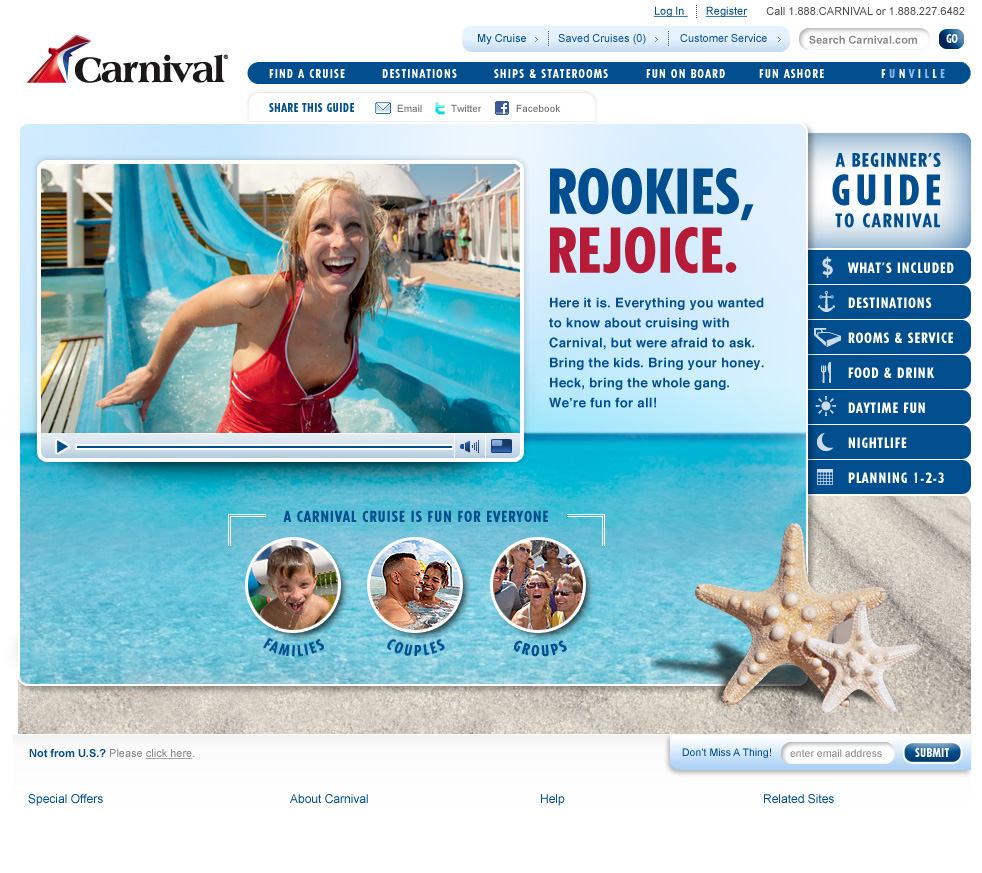 Log In
Register
Call 1.888.CARNIVAL or 1.888.227.6482
My Cruise
Saved Cruises (0)
Customer Service
Search Carnival.com
GO
Carnival
FIND A CRUISE
DESTINATIONS
SHIPS & STATEROOMS
FUN ON BOARD
FUN ASHORE
FUNVILLE
SHARE THIS GUIDE
Email
Twitter
Facebook
ROOKIES,
REJOICE.
Here it is. Everything you wanted
to know about cruising with
Carnival, but were afraid to ask.
Bring the kids. Bring your honey.
Heck, bring the whole gang.
We're fun for all!
A BEGINNER'S
GUIDE
TO CARNIVAL
$ WHAT'S INCLUDED
DESTINATIONS
ROOMS & SERVICE
FOOD & DRINK
DAYTIME FUN
NIGHTLIFE
PLANNING 1-2-3
A CARNIVAL CRUISE IS FUN FOR EVERYONE
FAMILIES
COUPLES
GROUPS
Not from U.S.? Please click here.
Don't Miss A Thing!
enter email address
SUBMIT
Special Offers
About Carnival
Help
Related Sites